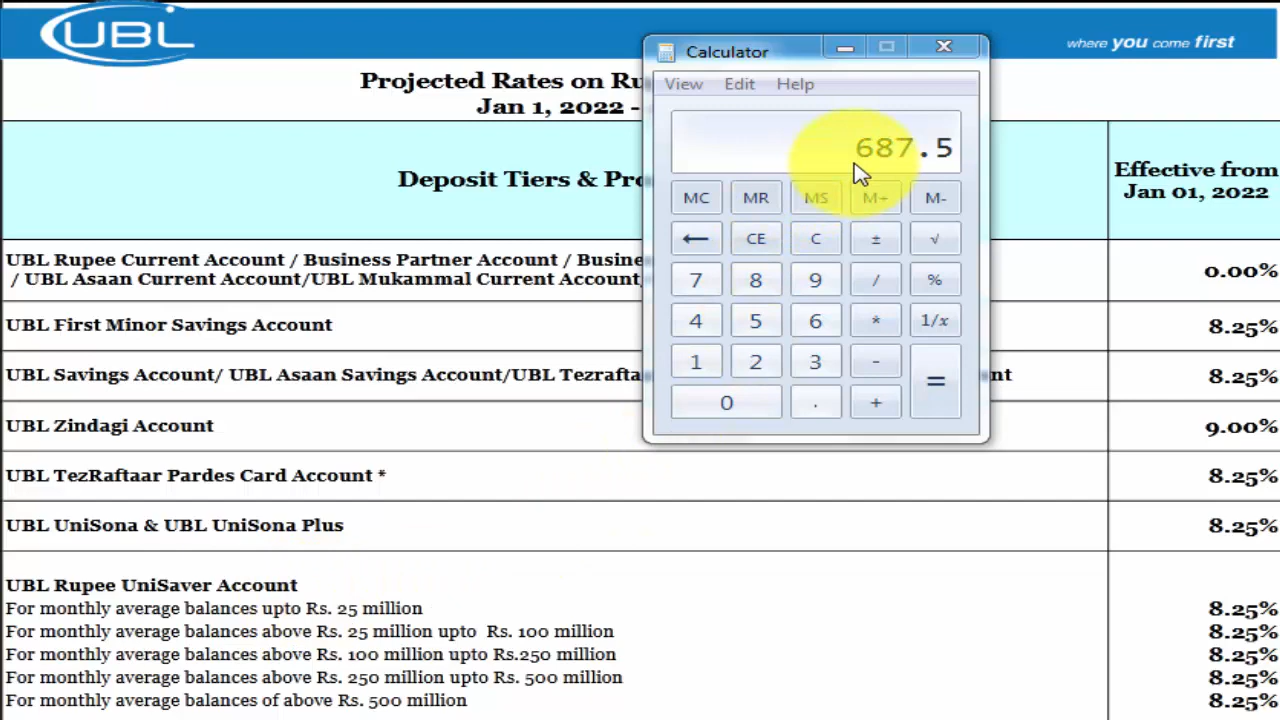 UBL
where you come first
Projected Rates on Ru
Jan 1, 2022 -
Deposit Tiers & Pr
Effective from
Jan 01, 2022
UBL Rupee Current Account / Business Partner Account / Busine
/ UBL Asaan Current Account/UBL Mukammal Current Account,
0.00%
UBL First Minor Savings Account
8.25%
UBL Savings Account/ UBL Asaan Savings Account/UBL Tezrafta
nt
8.25%
UBL Zindagi Account
9.00%
UBL TezRaftaar Pardes Card Account *
8.25%
UBL UniSona & UBL UniSona Plus
8.25%
UBL Rupee UniSaver Account
For monthly average balances upto Rs. 25 million
8.25%
For monthly average balances above Rs. 25 million upto Rs. 100 million
8.25%
For monthly average balances above Rs. 100 million upto Rs.250 million
8.25%
For monthly average balances above Rs. 250 million upto Rs. 500 million
8.25%
For monthly average balances of above Rs. 500 million
8.25%
Calculator
View Edit Help
687.5
MC MR MS M+ M-
← CE C ± √
7 8 9 / %
4 5 6 * 1/x
1 2 3 - =
0 . +